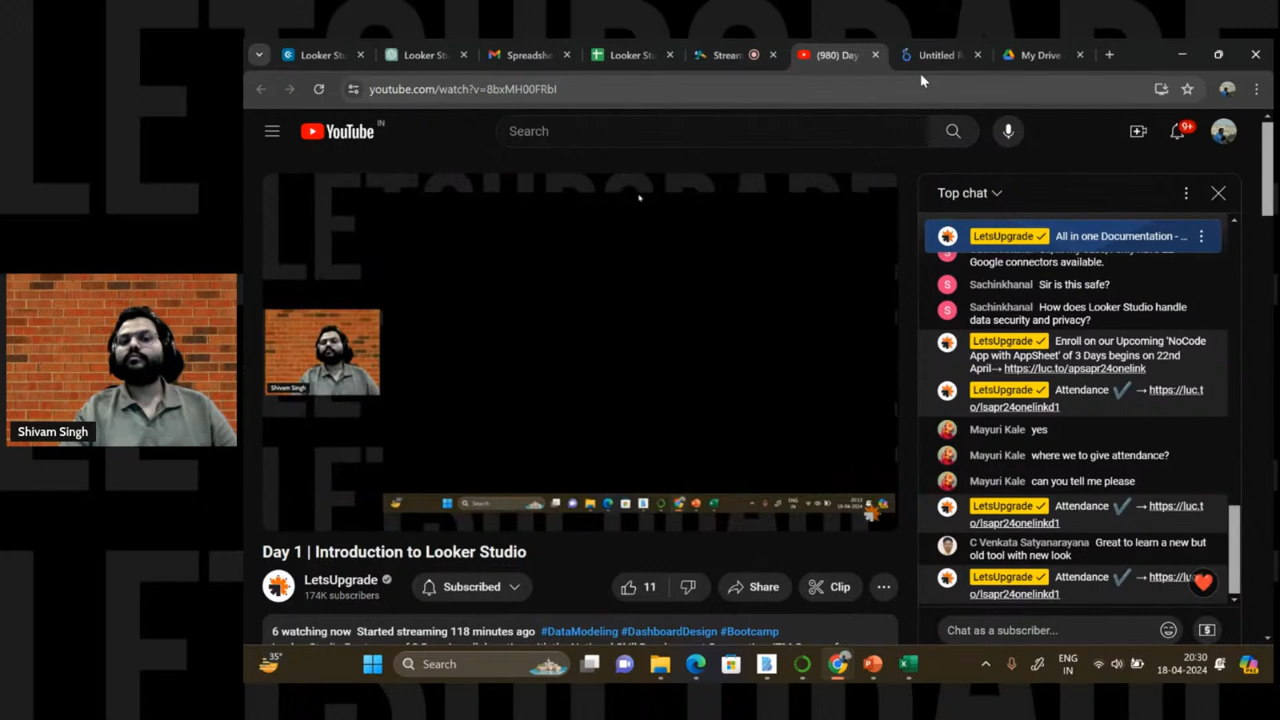 Looker Stu
Looker Stu
Spreadshe
Looker Stu
Stream
(980) Day
Untitled R
My Drive
youtube.com/watch?v=8bxMH00FRbI
YouTube IN
Search
9+
Top chat
LetsUpgrade ✓ All in one Documentation - ...
Google connectors available.
Sachinkhanal Sir is this safe?
Sachinkhanal How does Looker Studio handle
data security and privacy?
LetsUpgrade ✓ Enroll on our Upcoming 'NoCode
App with AppSheet' of 3 Days begins on 22nd
April→ https://luc.to/apsapr24onelink
LetsUpgrade ✓ Attendance ✔ → https://luc.t
o/lsapr24onelinkd1
Mayuri Kale yes
Mayuri Kale where we to give attendance?
Mayuri Kale can you tell me please
LetsUpgrade ✓ Attendance ✔ → https://luc.t
o/lsapr24onelinkd1
C Venkata Satyanarayana Great to learn a new but
old tool with new look
LetsUpgrade ✓ Attendance ✔ → https://lu
o/lsapr24onelinkd1
Chat as a subscriber...
Shivam Singh
Shivam Singh
Day 1 | Introduction to Looker Studio
LetsUpgrade
174K subscribers
Subscribed
11
Share
Clip
6 watching now Started streaming 118 minutes ago #DataModeling #DashboardDesign #Bootcamp
35°
Search
ENG
IN
20:30
18-04-2024